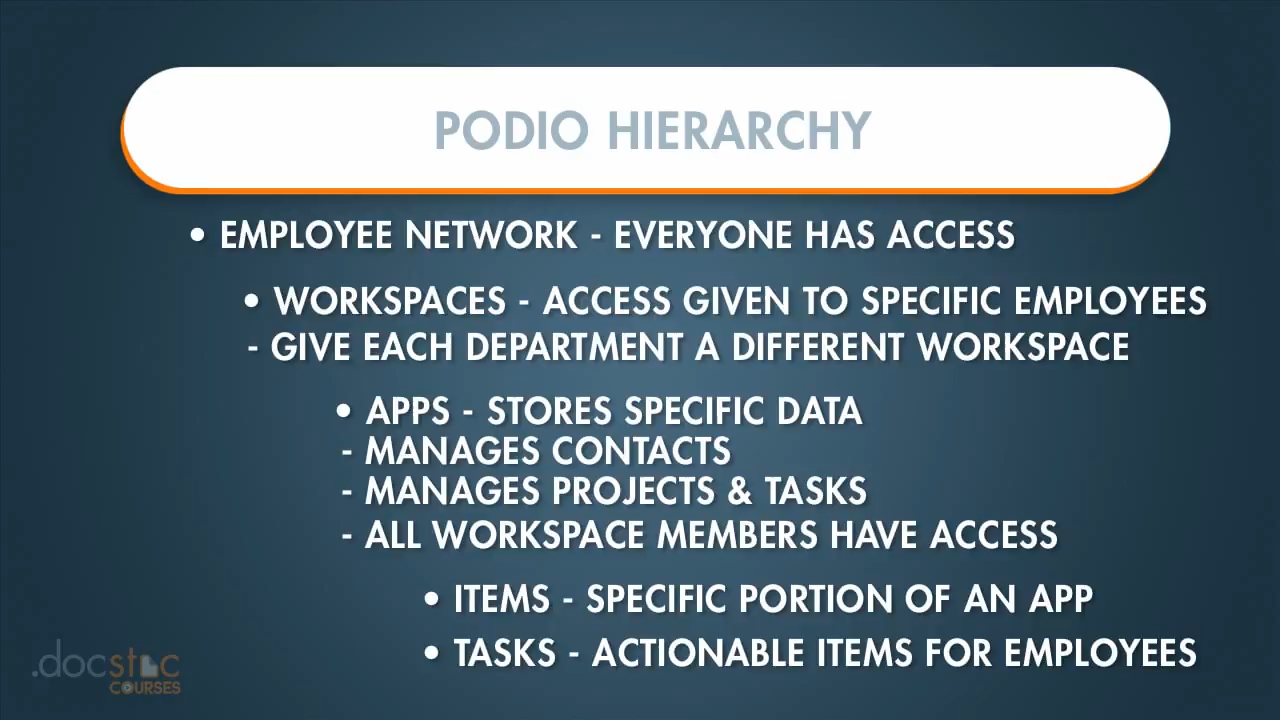 PODIO HIERARCHY
• EMPLOYEE NETWORK - EVERYONE HAS ACCESS
• WORKSPACES - ACCESS GIVEN TO SPECIFIC EMPLOYEES
- GIVE EACH DEPARTMENT A DIFFERENT WORKSPACE
• APPS - STORES SPECIFIC DATA
- MANAGES CONTACTS
- MANAGES PROJECTS & TASKS
- ALL WORKSPACE MEMBERS HAVE ACCESS
• ITEMS - SPECIFIC PORTION OF AN APP
• TASKS - ACTIONABLE ITEMS FOR EMPLOYEES
.docstoc
COURSES